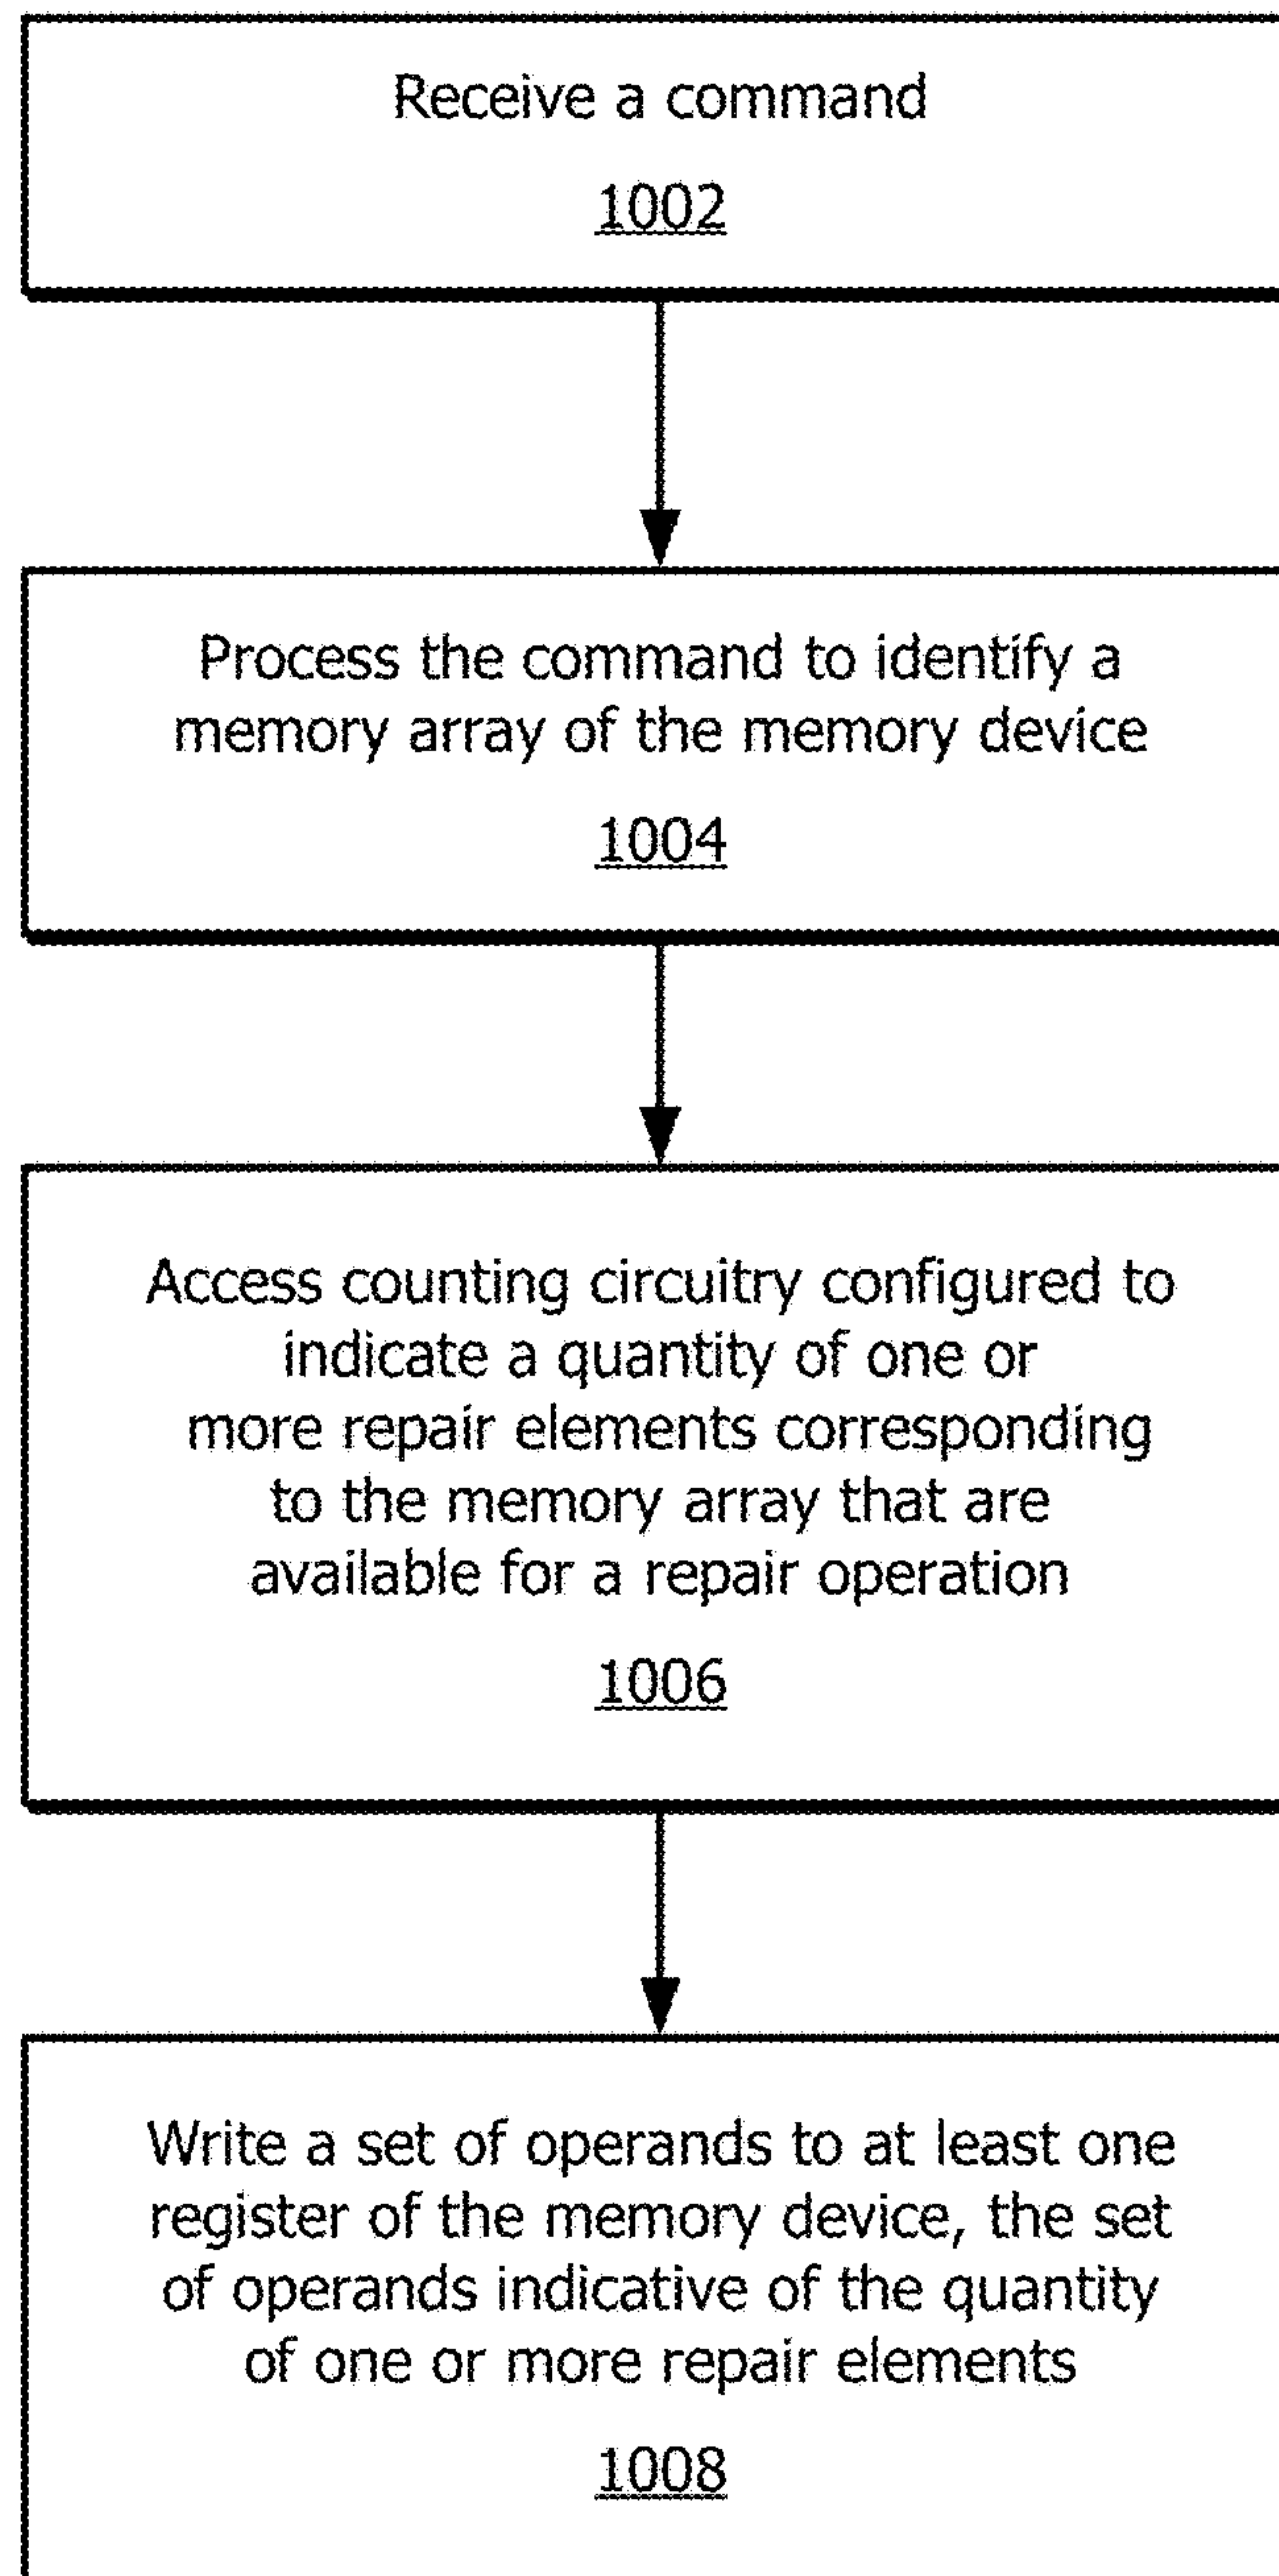 Receive a command
1002
Process the command to identify a
memory array of the memory device
1004
Access counting circuitry configured to
indicate a quantity of one or
more repair elements corresponding
to the memory array that are
available for a repair operation
1006
Write a set of operands to at least one
register of the memory device, the set
of operands indicative of the quantity
of one or more repair elements
1008